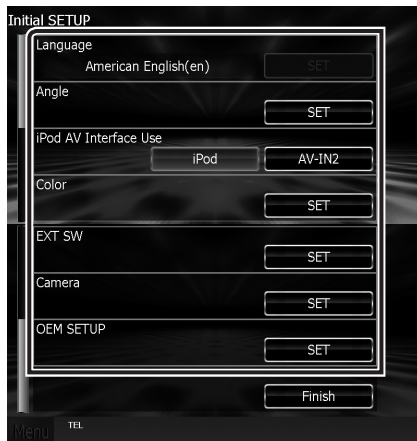 Initial SETUP
Language
American English(en) SET
Angle
SET
iPod AV Interface Use
iPod AV-IN2
Color
SET
EXT SW
SET
Camera
SET
OEM SETUP
SET
Finish
Menu TEL